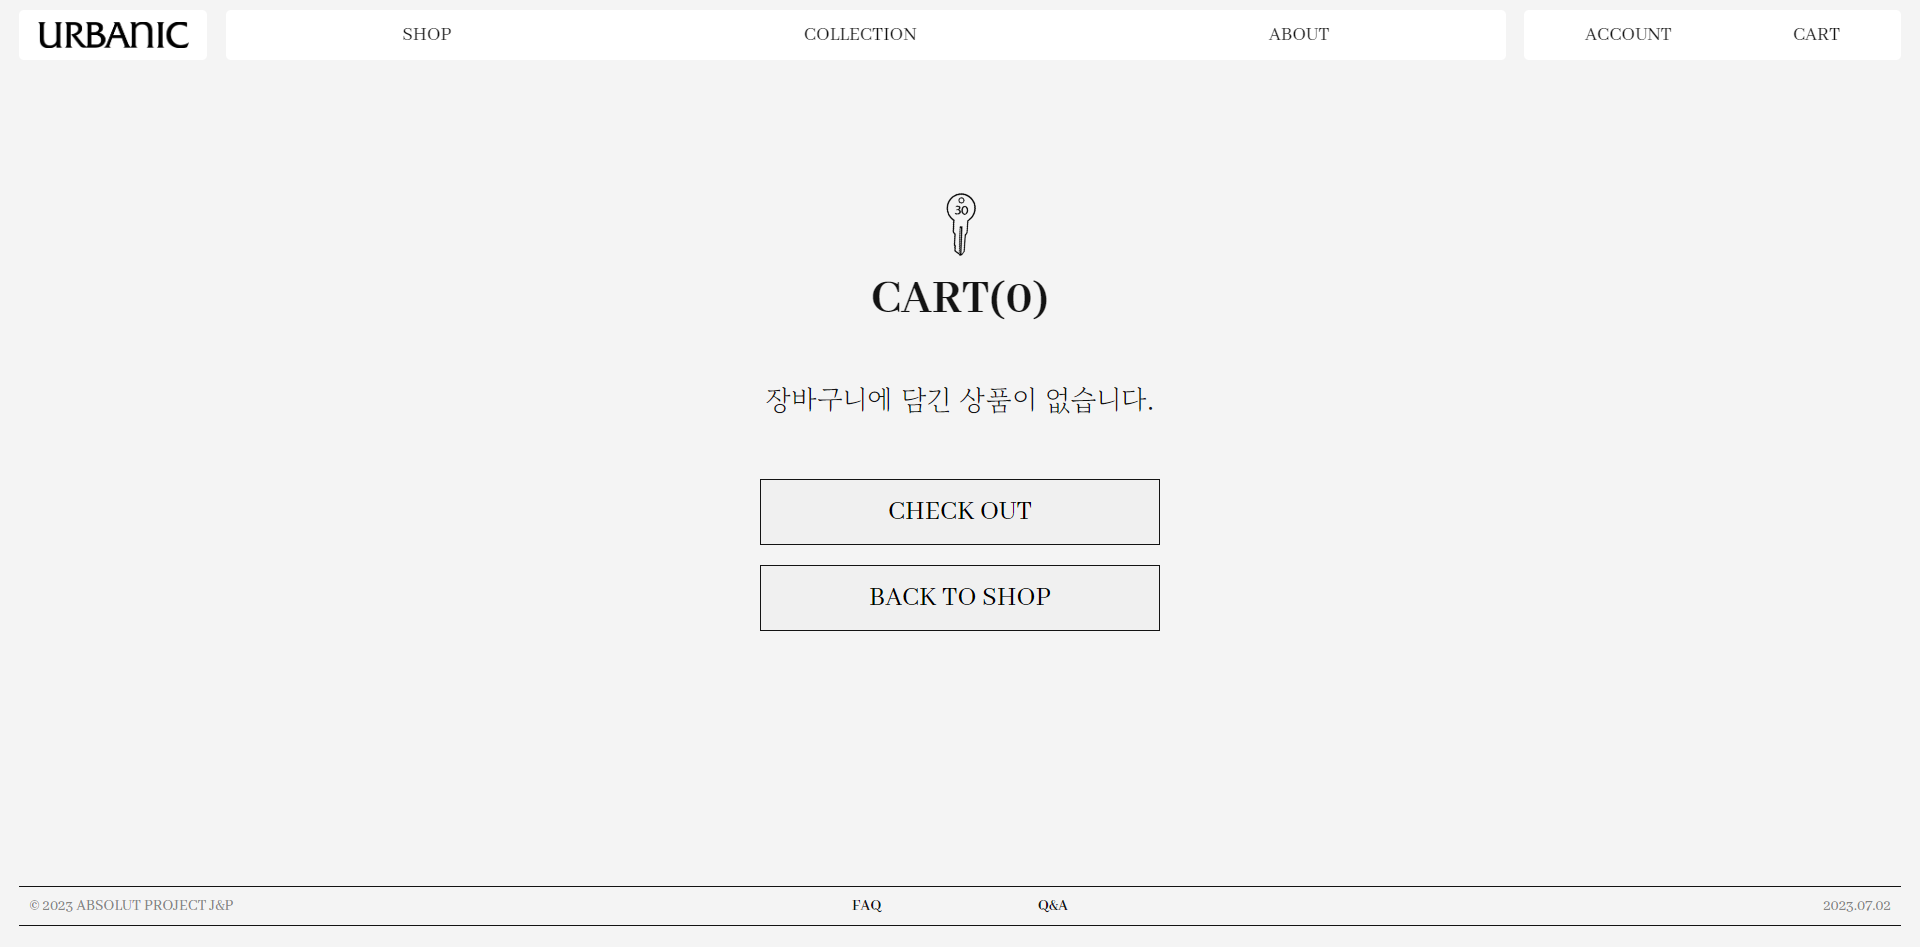 URBANIC
SHOP
COLLECTION
ABOUT
ACCOUNT
CART
30
CART(0)
장바구니에 담긴 상품이 없습니다.
CHECK OUT
BACK TO SHOP
© 2023 ABSOLUT PROJECT J&P
FAQ
Q&A
2023.07.02